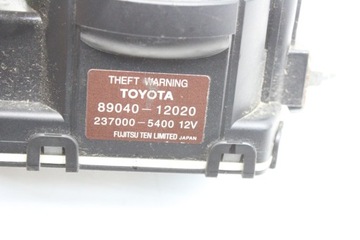 THEFT WARNING
TOYOTA
89040-12020
237000-5400 12V
FUJITSU TEN LIMITED JAPAN